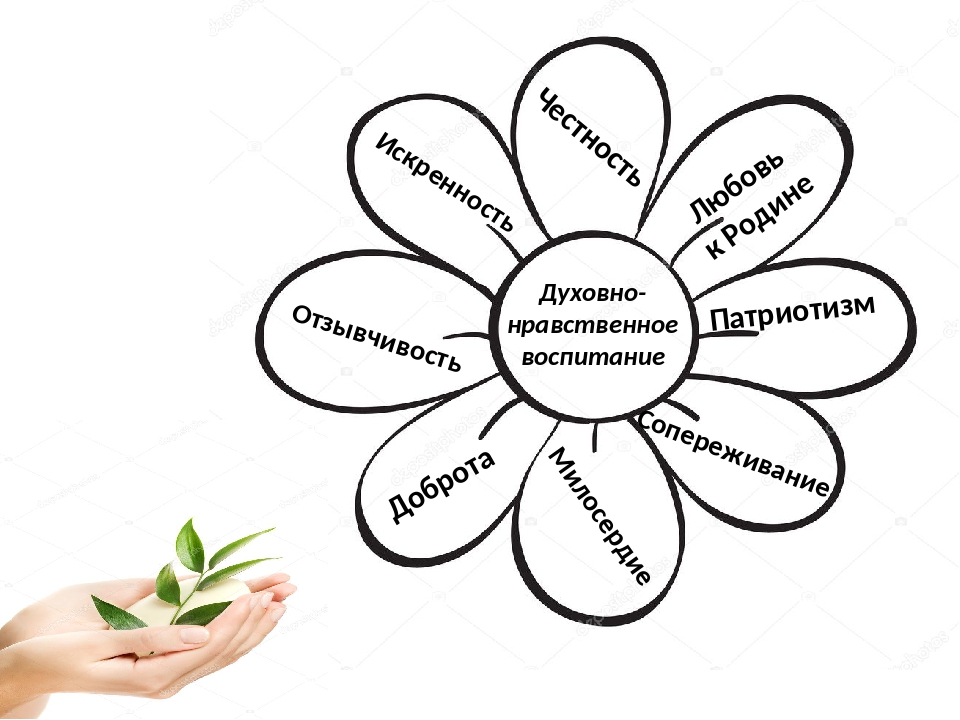 Честность
Любовь
к Родине
Патриотизм
Сопереживание
Милосердие
Доброта
Отзывчивость
Искренность
Духовно-
нравственное
воспитание